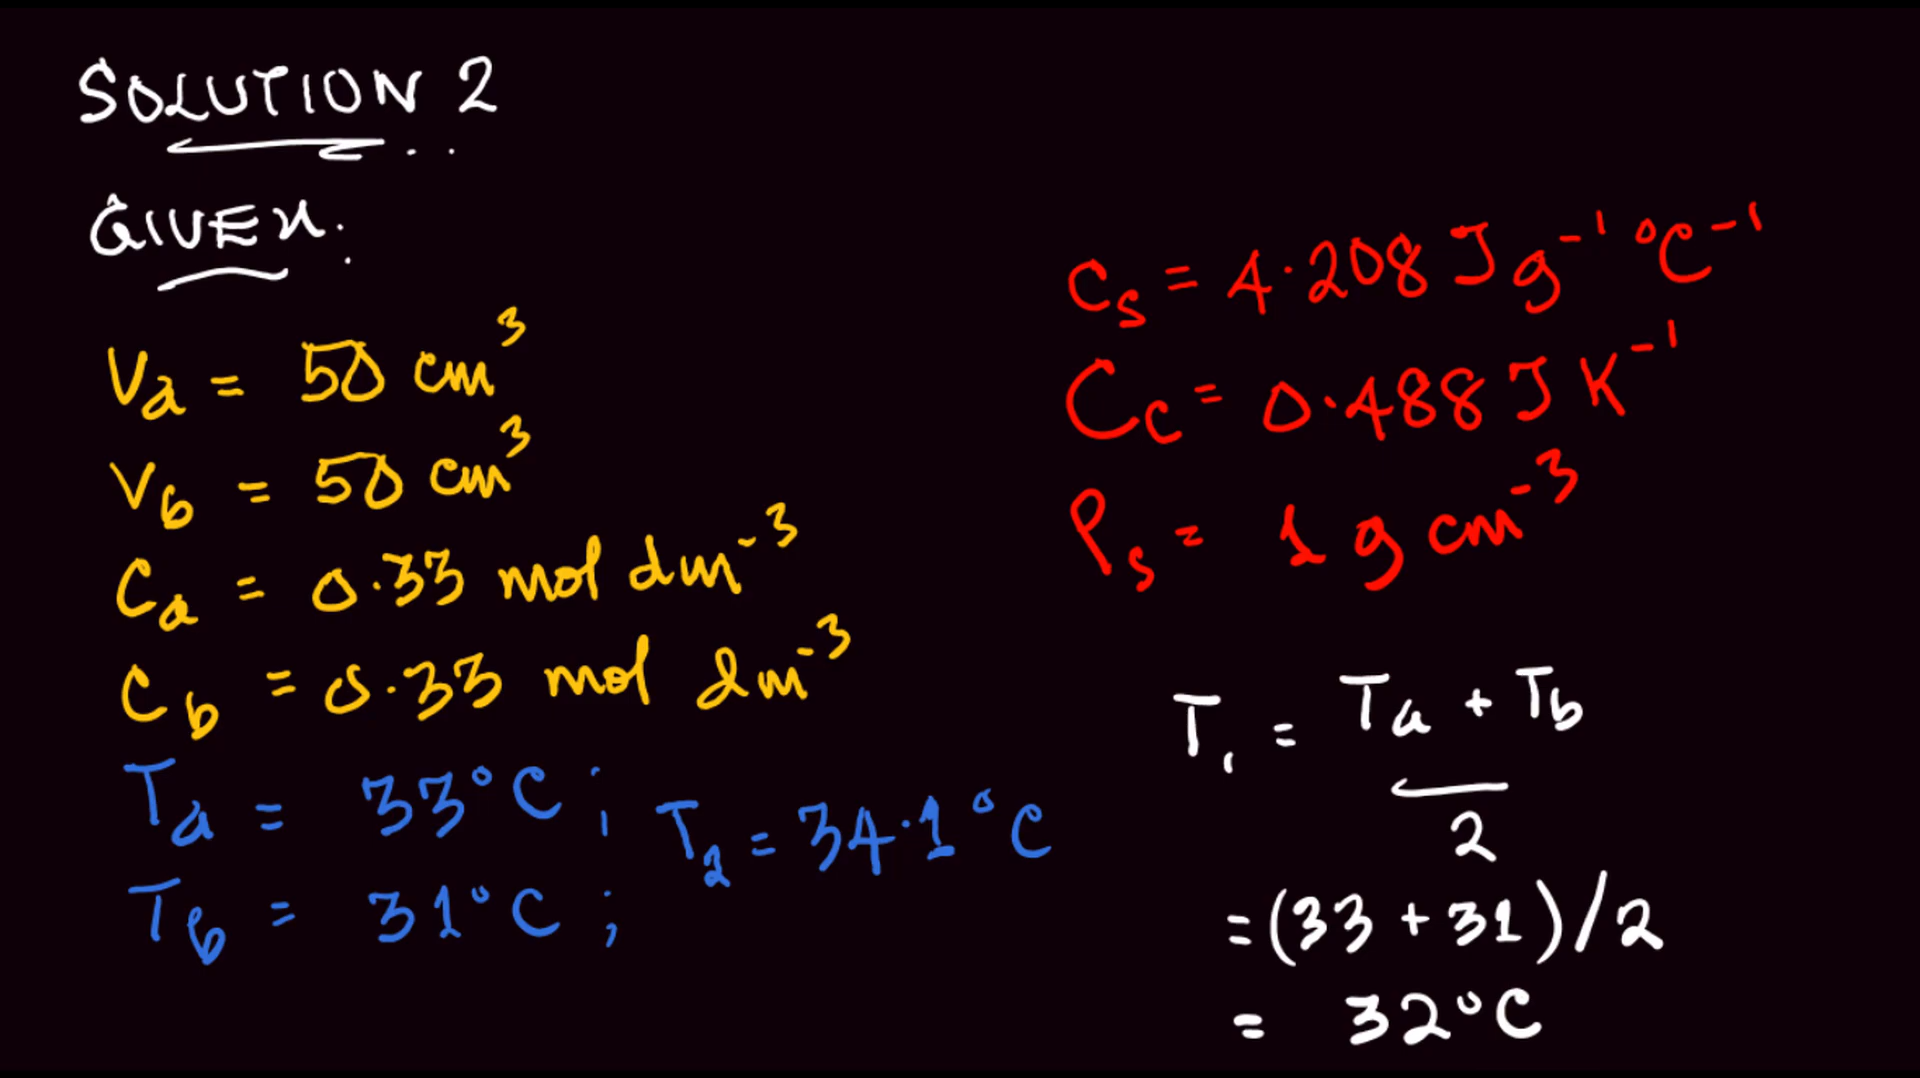 SOLUTION 2
GIVEN:
Va = 50 cm³
Vb = 50 cm³
Ca = 0.33 mol dm⁻³
Cb = 0.33 mol dm⁻³
Ta = 33°C ; T₂ = 34.1°C
Tb = 31°C ;
Cs = 4.208 J g⁻¹ °C⁻¹
Cc = 0.488 J K⁻¹
Ps = 1 g cm⁻³
T₁ = Ta + Tb
2
= (33 + 31)/2
= 32°C